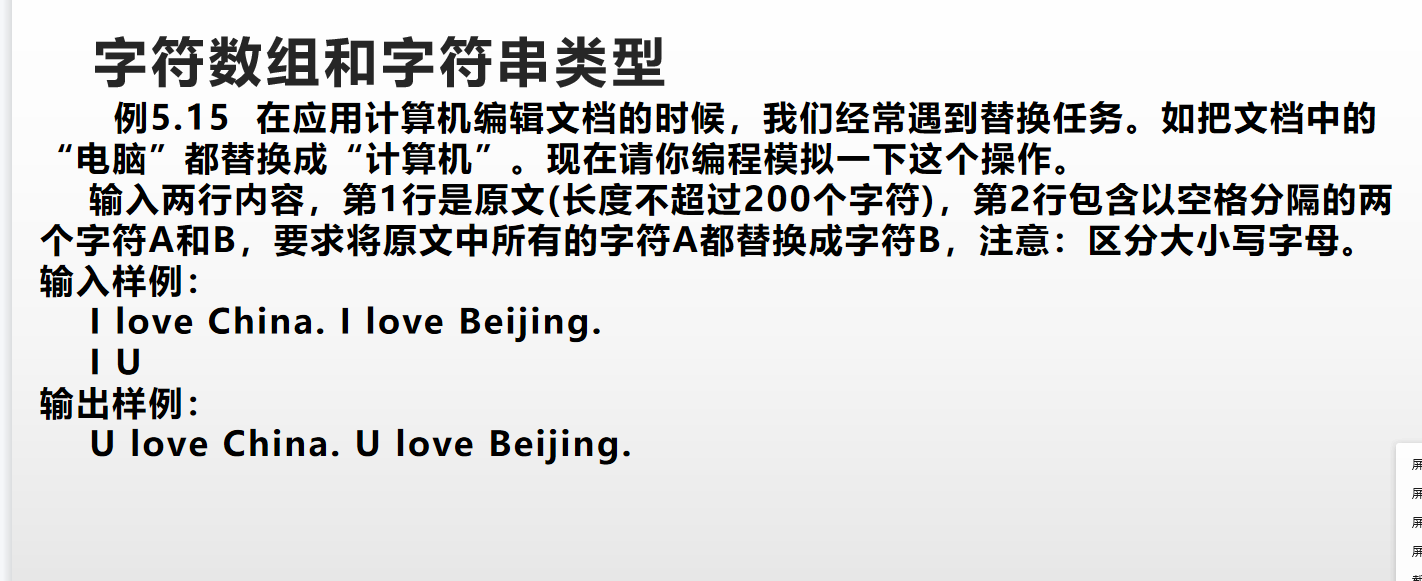 字符数组和字符串类型
例5.15 在应用计算机编辑文档的时候，我们经常遇到替换任务。如把文档中的
“电脑”都替换成“计算机”。现在请你编程模拟一下这个操作。
输入两行内容，第1行是原文(长度不超过200个字符)，第2行包含以空格分隔的两
个字符A和B，要求将原文中所有的字符A都替换成字符B，注意：区分大小写字母。
输入样例：
I love China. I love Beijing.
I U
输出样例：
U love China. U love Beijing.
屏
屏
屏
屏